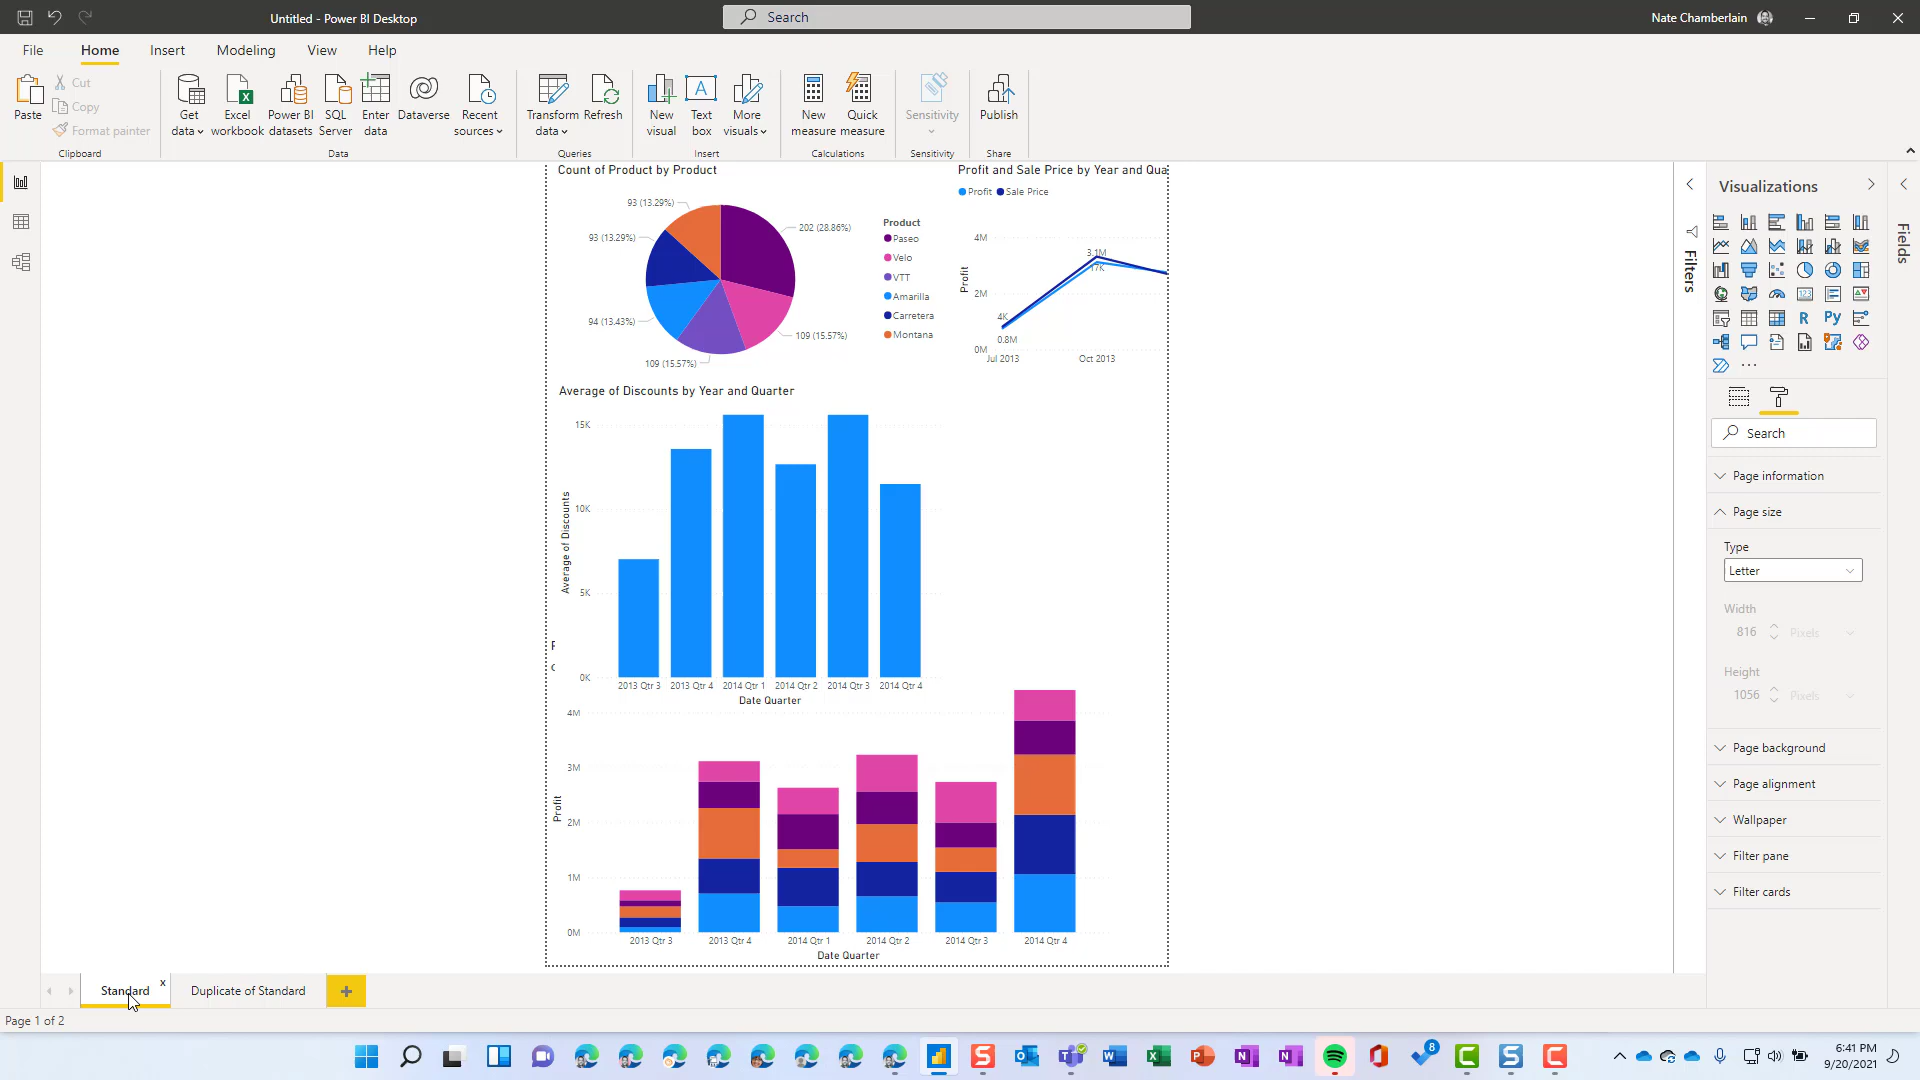 Untitled - Power BI Desktop
Search
Nate Chamberlain
File
Home
Insert
Modeling
View
Help
Paste
Cut
Copy
Format painter
Clipboard
Get data
Excel workbook
Power BI datasets
SQL Server
Enter data
Dataverse
Recent sources
Data
Transform data
Refresh
Queries
New visual
Text box
More visuals
Insert
New measure
Quick measure
Calculations
Sensitivity
Sensitivity
Publish
Share
Count of Product by Product
93 (13.29%)
202 (28.86%)
93 (13.29%)
94 (13.43%)
109 (15.57%)
109 (15.57%)
Product
Paseo
Velo
VTT
Amarilla
Carretera
Montana
Profit and Sale Price by Year and Qua
Profit
Sale Price
4M
2M
0M
Profit
3.1M
17K
4K
0.8M
Jul 2013
Oct 2013
Average of Discounts by Year and Quarter
15K
10K
5K
0K
Average of Discounts
2013 Qtr 3
2013 Qtr 4
2014 Qtr 1
2014 Qtr 2
2014 Qtr 3
2014 Qtr 4
Date Quarter
4M
3M
2M
1M
0M
Profit
2013 Qtr 3
2013 Qtr 4
2014 Qtr 1
2014 Qtr 2
2014 Qtr 3
2014 Qtr 4
Date Quarter
Filters
Visualizations
R
Py
Fields
Search
Page information
Page size
Type
Letter
Width
816
Pixels
Height
1056
Pixels
Page background
Page alignment
Wallpaper
Filter pane
Filter cards
Standard
x
Duplicate of Standard
+
Page 1 of 2
8
6:41 PM
9/20/2021